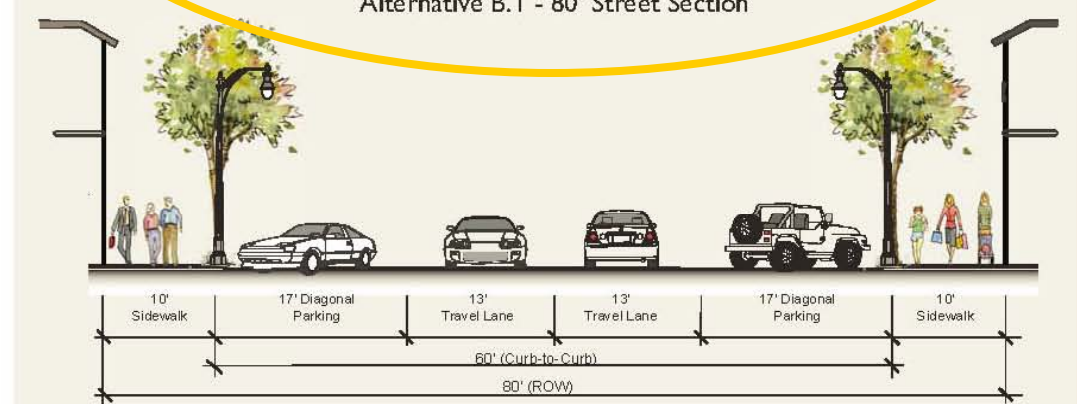 Alternative B.1 - 80' Street Section
10'
Sidewalk
17' Diagonal
Parking
13'
Travel Lane
13'
Travel Lane
17' Diagonal
Parking
10'
Sidewalk
60' (Curb-to-Curb)
80' (ROW)